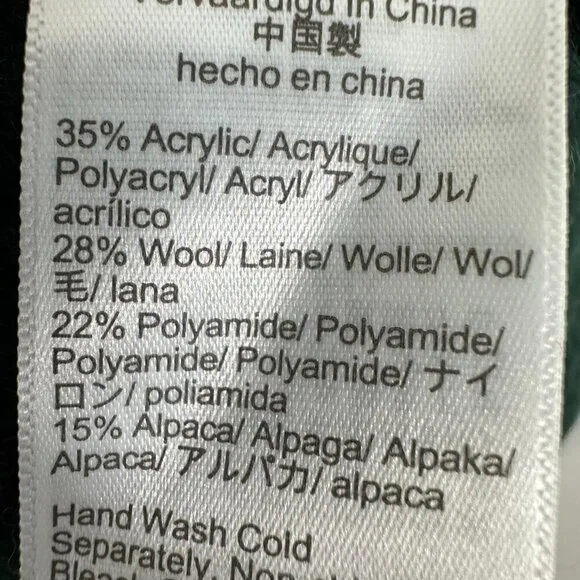 Vervaardigd in China
中国製
hecho en china
35% Acrylic/ Acrylique/
Polyacryl/ Acryl/ アクリル/
acrílico
28% Wool/ Laine/ Wolle/ Wol/
毛/ lana
22% Polyamide/ Polyamide/
Polyamide/ Polyamide/ ナイ
ロン/ poliamida
15% Alpaca/ Alpaga/ Alpaka/
Alpaca/ アルパカ/ alpaca
Hand Wash Cold
Separately, Non